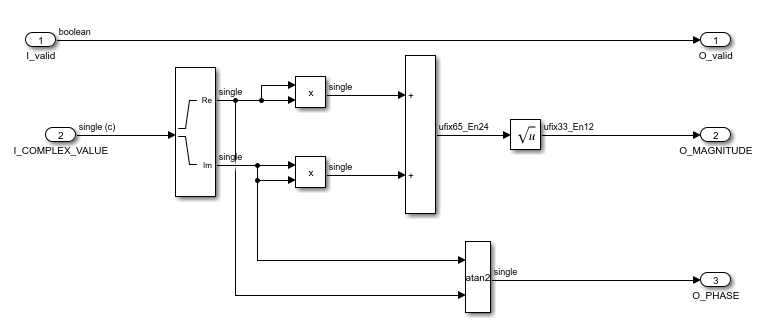 boolean
1
I_valid
1
O_valid
single
Re
x
single
+
single (c)
2
I_COMPLEX_VALUE
ufix65_En24
√u
ufix33_En12
2
O_MAGNITUDE
single
Im
x
single
+
atan2
single
3
O_PHASE